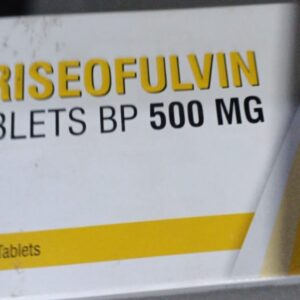 RISEOFULVIN
BLETS BP 500 MG
Tablets